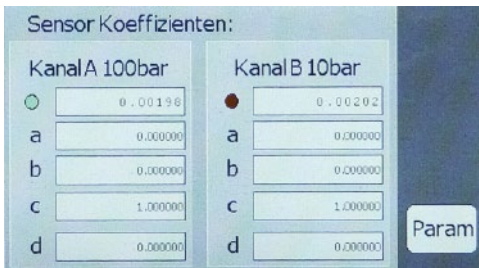 Sensor Koeffizienten:
Kanal A 100bar
Kanal B 10bar
0.00198
0.00202
a 0.000000
a 0.000000
b 0.000000
b 0.000000
c 1.000000
c 1.000000
d 0.000000
d 0.000000
Param